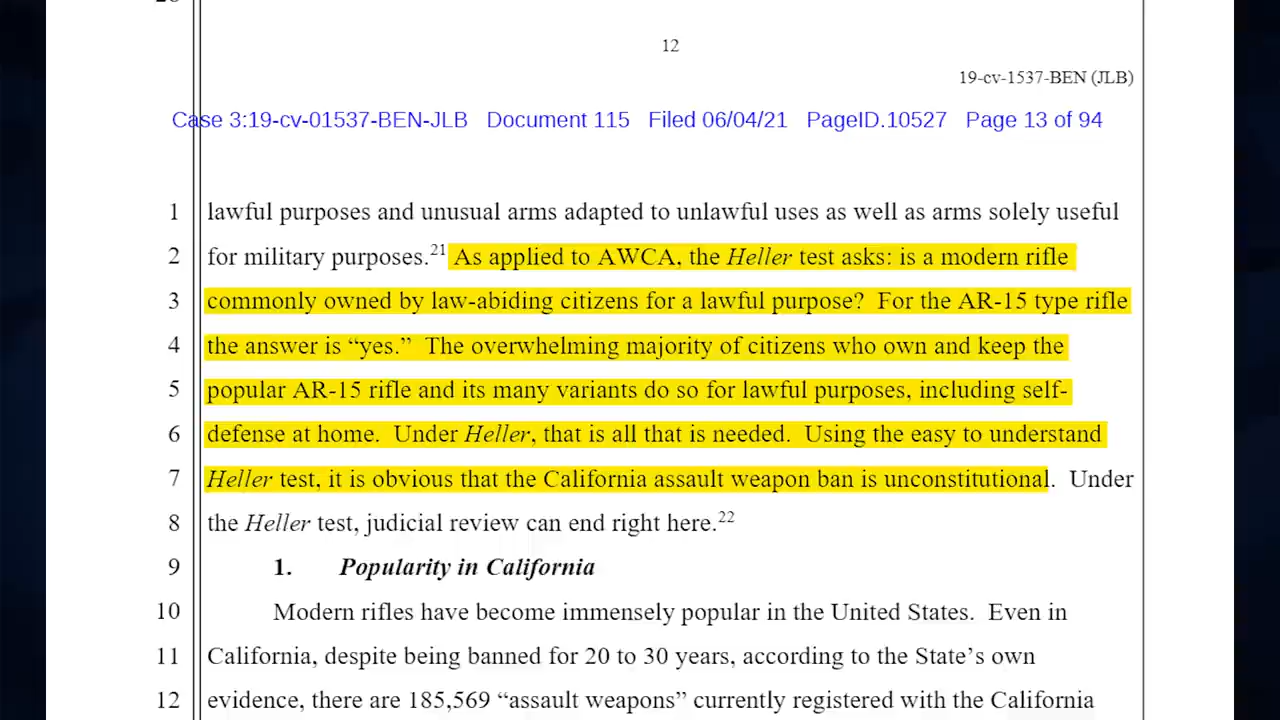 12
19-cv-1537-BEN (JLB)
Case 3:19-cv-01537-BEN-JLB Document 115 Filed 06/04/21 PageID.10527 Page 13 of 94
1 lawful purposes and unusual arms adapted to unlawful uses as well as arms solely useful
2 for military purposes.21 As applied to AWCA, the Heller test asks: is a modern rifle
3 commonly owned by law-abiding citizens for a lawful purpose? For the AR-15 type rifle
4 the answer is “yes.” The overwhelming majority of citizens who own and keep the
5 popular AR-15 rifle and its many variants do so for lawful purposes, including self-
6 defense at home. Under Heller, that is all that is needed. Using the easy to understand
7 Heller test, it is obvious that the California assault weapon ban is unconstitutional. Under
8 the Heller test, judicial review can end right here.22
9 1. Popularity in California
10 Modern rifles have become immensely popular in the United States. Even in
11 California, despite being banned for 20 to 30 years, according to the State’s own
12 evidence, there are 185,569 “assault weapons” currently registered with the California